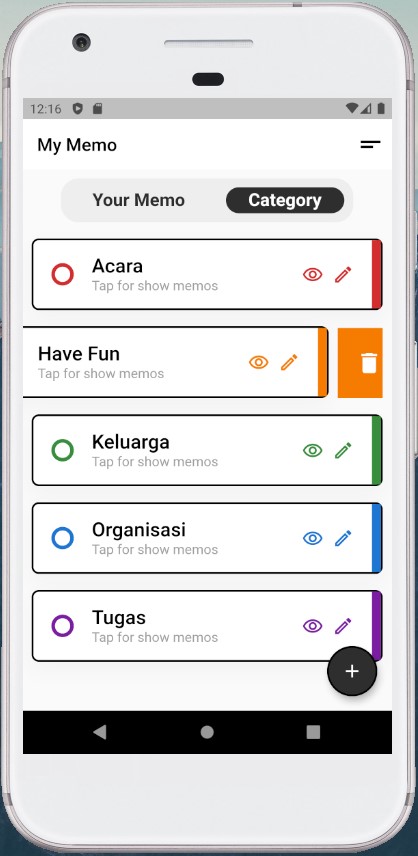 12:16
My Memo
Your Memo
Category
Acara
Tap for show memos
Have Fun
Tap for show memos
Keluarga
Tap for show memos
Organisasi
Tap for show memos
Tugas
Tap for show memos